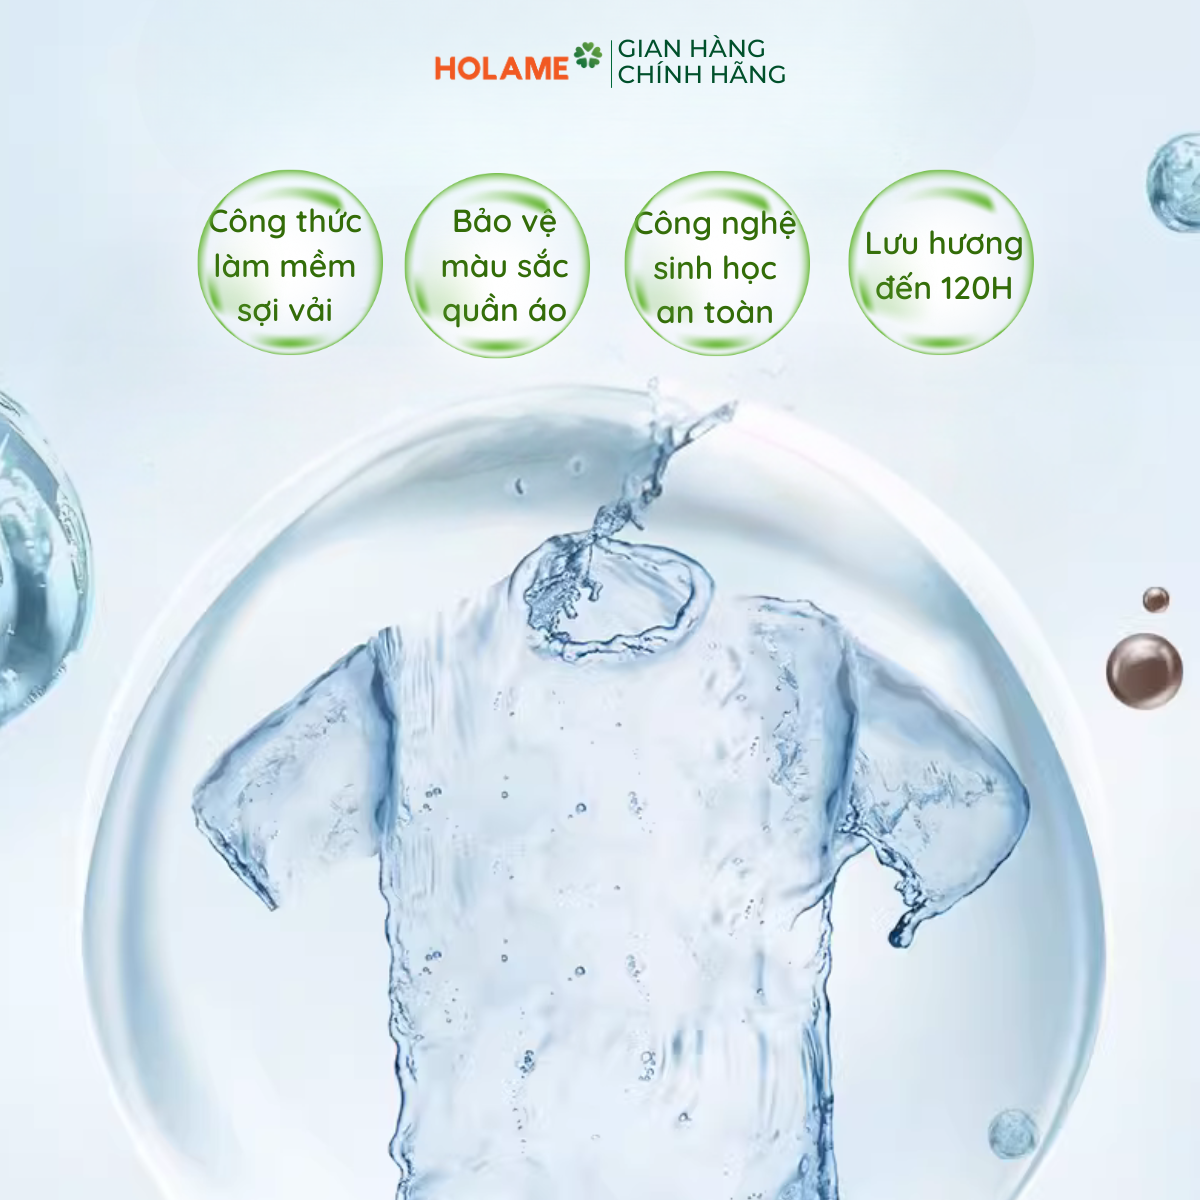 HOLAME
GIAN HÀNG
CHÍNH HÃNG
Công thức
làm mềm
sợi vải
Bảo vệ
màu sắc
quần áo
Công nghệ
sinh học
an toàn
Lưu hương
đến 120H